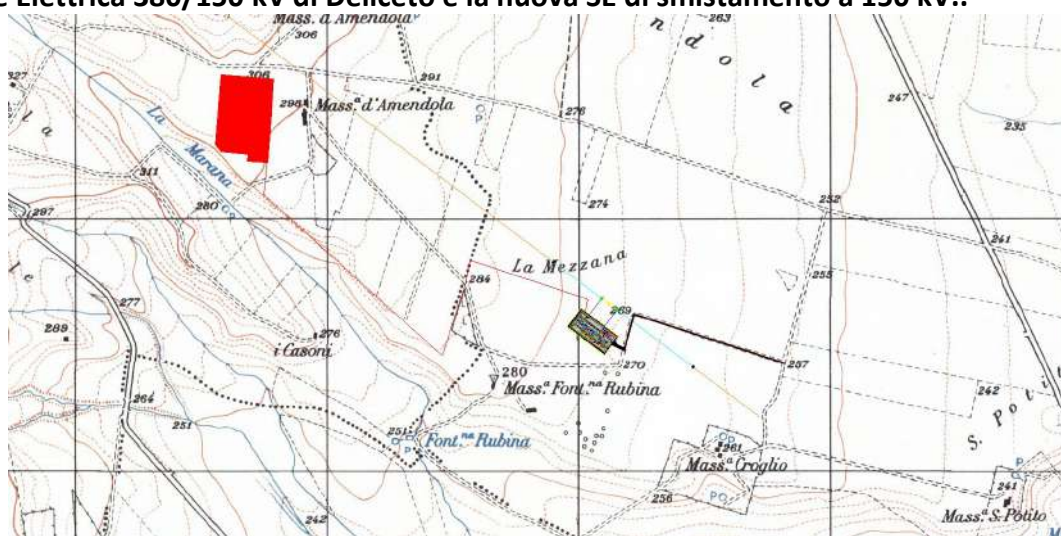 e Elettrica 380/150 kV di Deliceto e la nuova SE di smistamento a 150 kV..
Mass. d'Amendola
263
306
n
d
o
l
a
306
291
247
327
298
Mass.ª d'Amendola
276
P
235
la
La
Marana
311
280
274
252
297
241
La Mezzana
255
284
le
277
269
289
276
i Casoni
270
257
280
Mass.ª Font.na Rubina
242
264
251
251
Font.na Rubina
P
S. Potito
P
261
Mass.ª Croglio
P
256
P
241
242
Mass.ª S. Potito